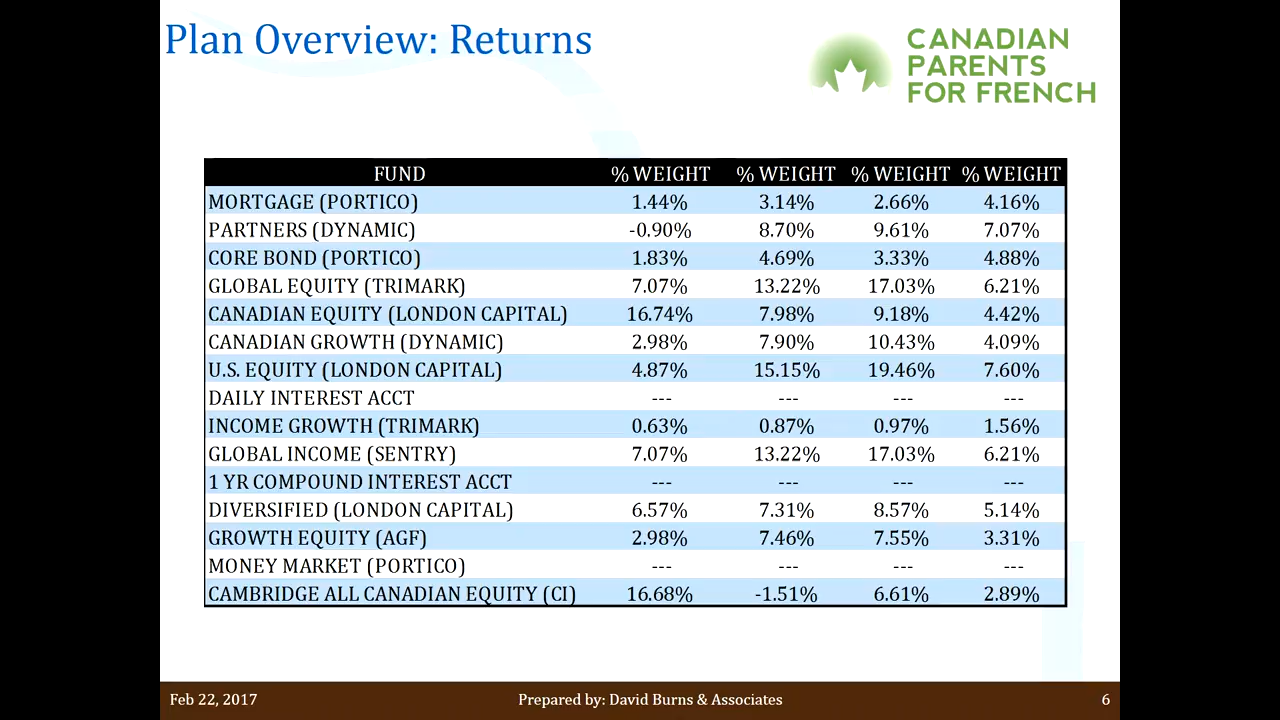 Plan Overview: Returns
CANADIAN
PARENTS
FOR FRENCH
FUND % WEIGHT % WEIGHT % WEIGHT % WEIGHT
MORTGAGE (PORTICO) 1.44% 3.14% 2.66% 4.16%
PARTNERS (DYNAMIC) -0.90% 8.70% 9.61% 7.07%
CORE BOND (PORTICO) 1.83% 4.69% 3.33% 4.88%
GLOBAL EQUITY (TRIMARK) 7.07% 13.22% 17.03% 6.21%
CANADIAN EQUITY (LONDON CAPITAL) 16.74% 7.98% 9.18% 4.42%
CANADIAN GROWTH (DYNAMIC) 2.98% 7.90% 10.43% 4.09%
U.S. EQUITY (LONDON CAPITAL) 4.87% 15.15% 19.46% 7.60%
DAILY INTEREST ACCT --- --- --- ---
INCOME GROWTH (TRIMARK) 0.63% 0.87% 0.97% 1.56%
GLOBAL INCOME (SENTRY) 7.07% 13.22% 17.03% 6.21%
1 YR COMPOUND INTEREST ACCT --- --- --- ---
DIVERSIFIED (LONDON CAPITAL) 6.57% 7.31% 8.57% 5.14%
GROWTH EQUITY (AGF) 2.98% 7.46% 7.55% 3.31%
MONEY MARKET (PORTICO) --- --- --- ---
CAMBRIDGE ALL CANADIAN EQUITY (CI) 16.68% -1.51% 6.61% 2.89%
Feb 22, 2017 Prepared by: David Burns & Associates 6